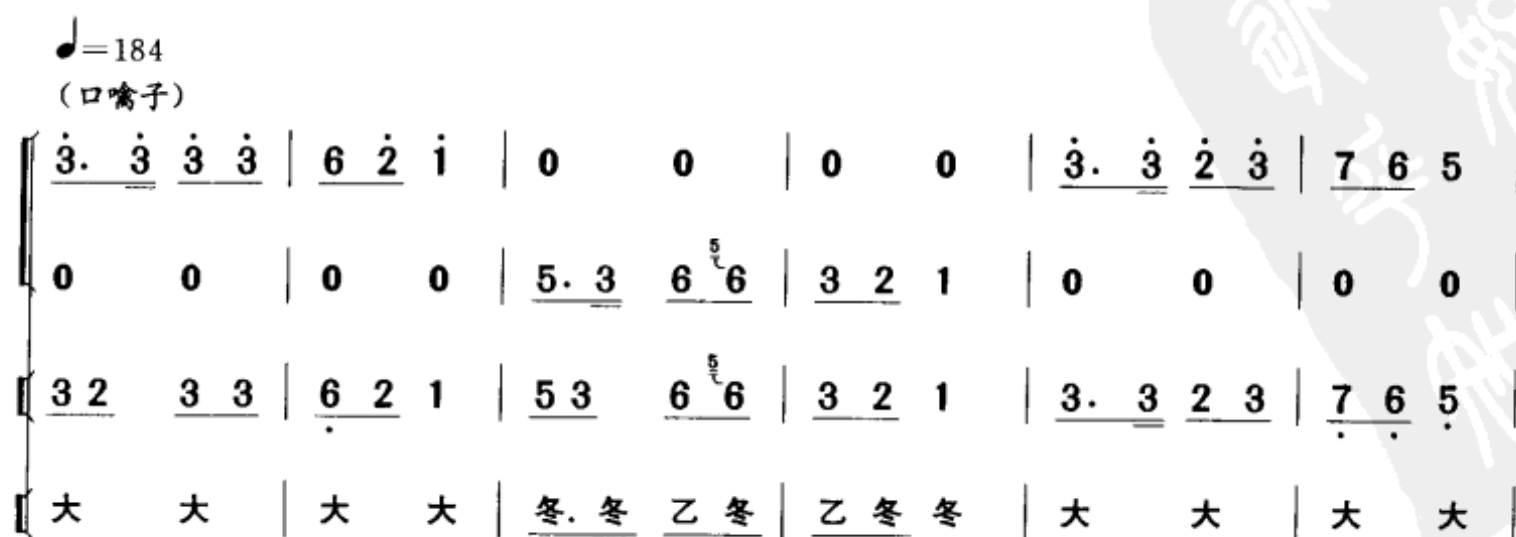 ♩=184
(口噙子)
3̇. 3̇ 3̇ 3̇ | 6 2̇ 1̇ | 0 0 | 0 0 | 3̇. 3̇ 2̇ 3̇ | 7 6 5
0 0 | 0 0 | 5. 3 6 ⁵6 | 3 2 1 | 0 0 | 0 0
3 2 3 3 | 6̣ 2 1 | 5 3 6 ⁵6 | 3 2 1 | 3. 3 2 3 | 7̣ 6̣ 5̣
大 大 | 大 大 | 冬. 冬 乙 冬 | 乙 冬 冬 | 大 大 | 大 大